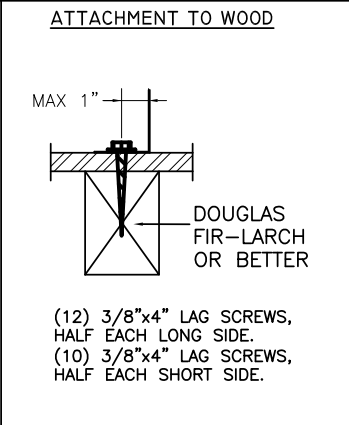 ATTACHMENT TO WOOD
MAX 1"
DOUGLAS
FIR-LARCH
OR BETTER
(12) 3/8"x4" LAG SCREWS,
HALF EACH LONG SIDE.
(10) 3/8"x4" LAG SCREWS,
HALF EACH SHORT SIDE.